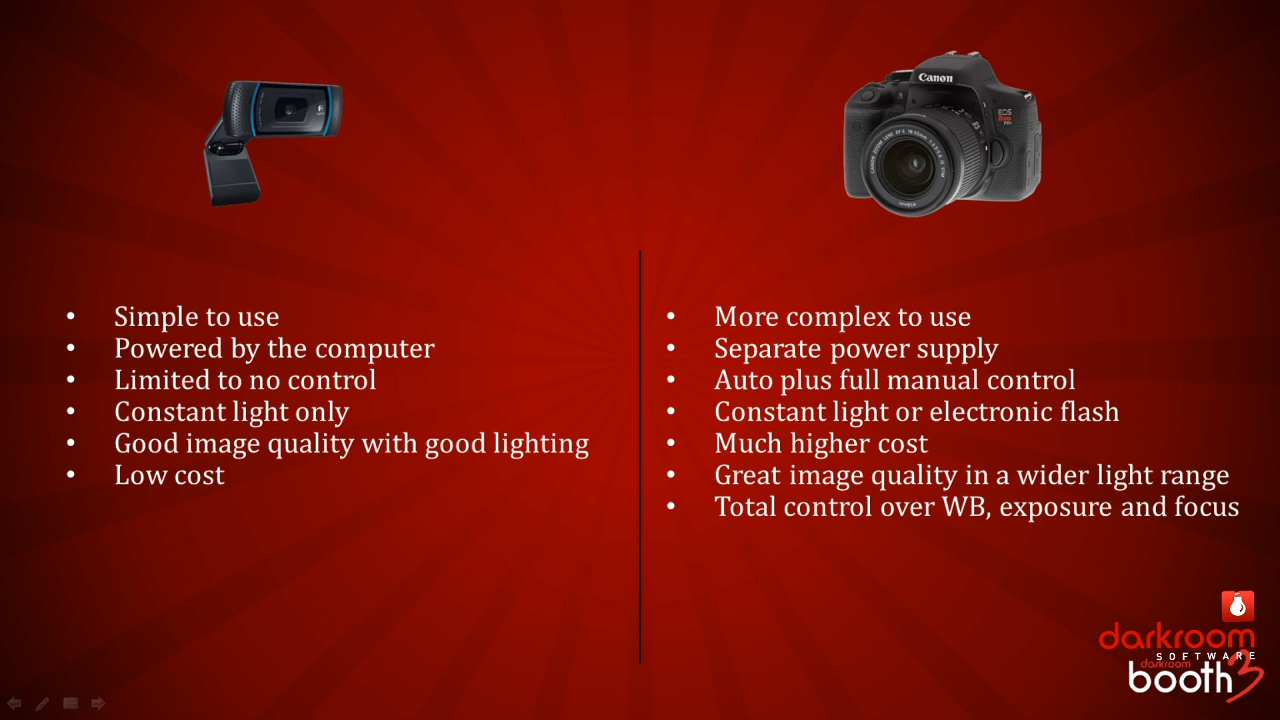 Canon
EOS
• Simple to use
• Powered by the computer
• Limited to no control
• Constant light only
• Good image quality with good lighting
• Low cost
• More complex to use
• Separate power supply
• Auto plus full manual control
• Constant light or electronic flash
• Much higher cost
• Great image quality in a wider light range
• Total control over WB, exposure and focus
darkroom
SOFTWARE
darkroom
booth3